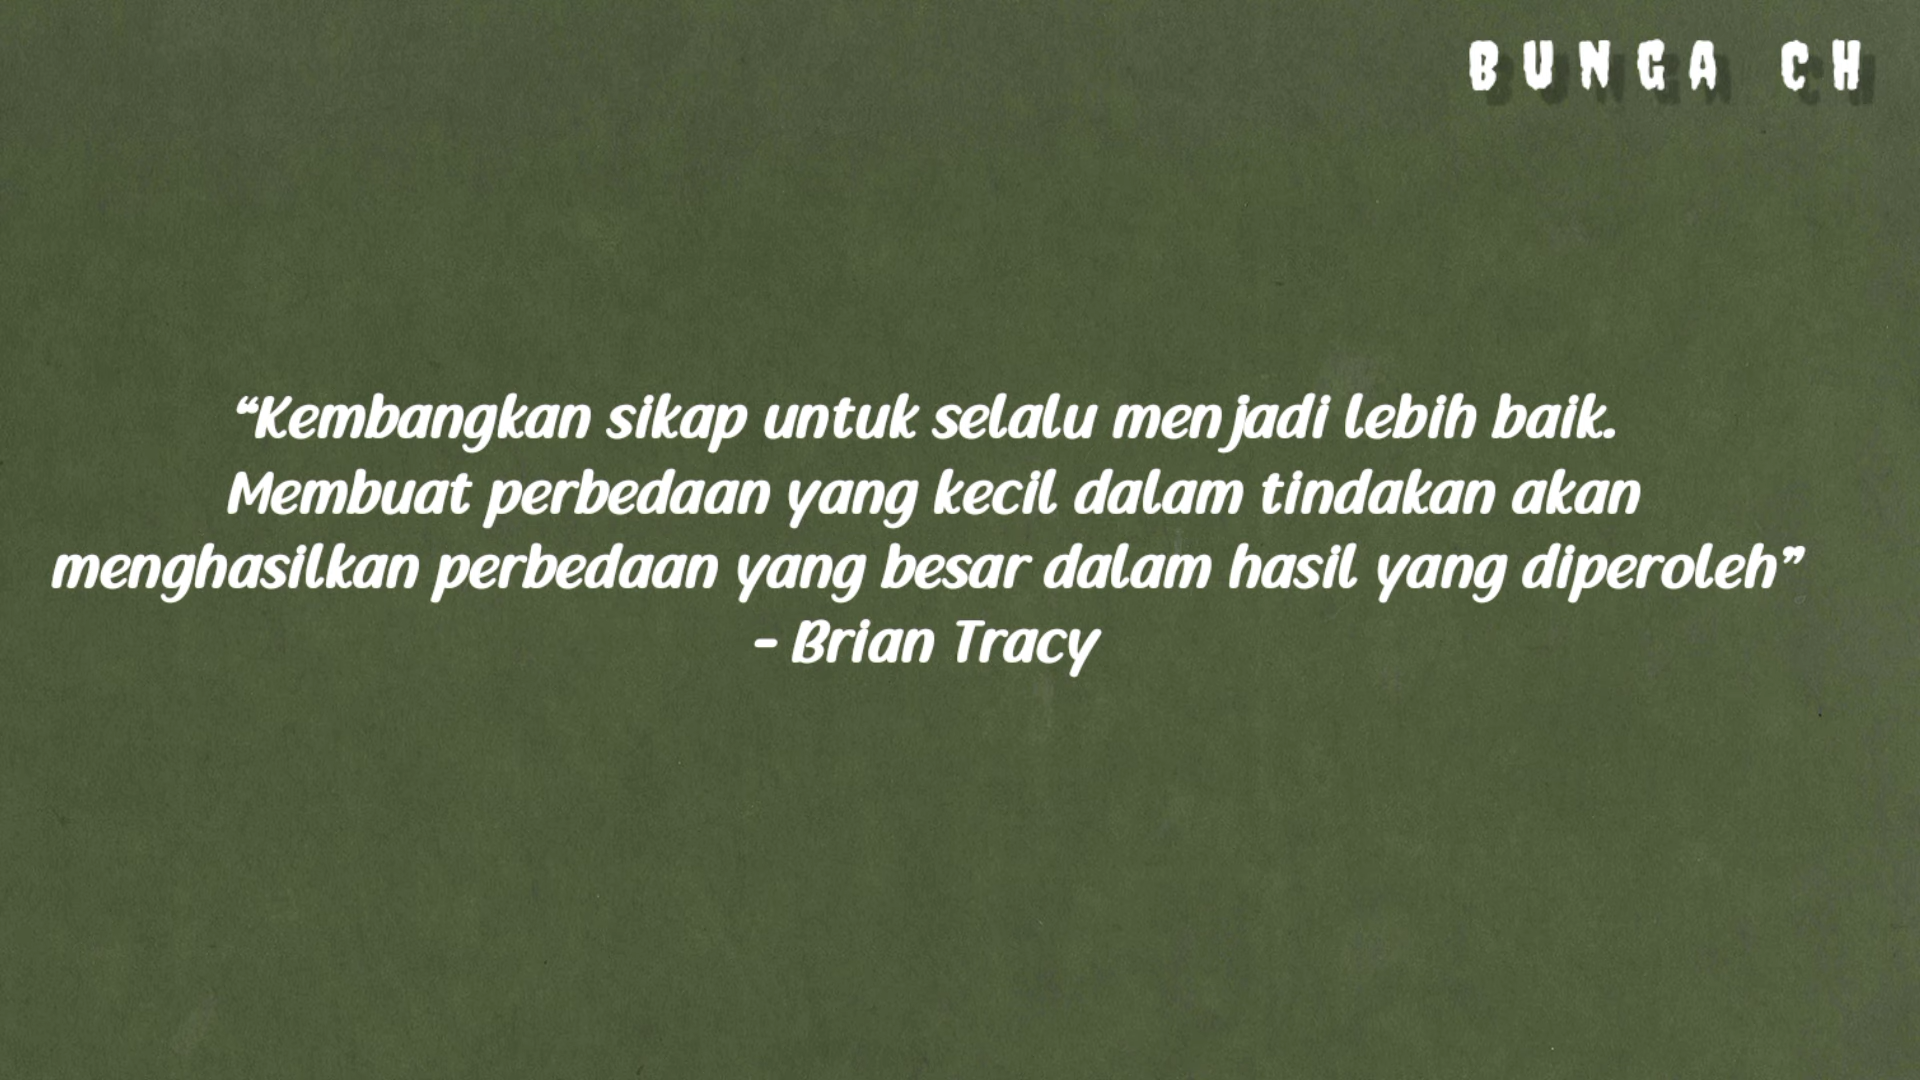 BUNGA CH
“Kembangkan sikap untuk selalu menjadi lebih baik.
Membuat perbedaan yang kecil dalam tindakan akan
menghasilkan perbedaan yang besar dalam hasil yang diperoleh”
- Brian Tracy